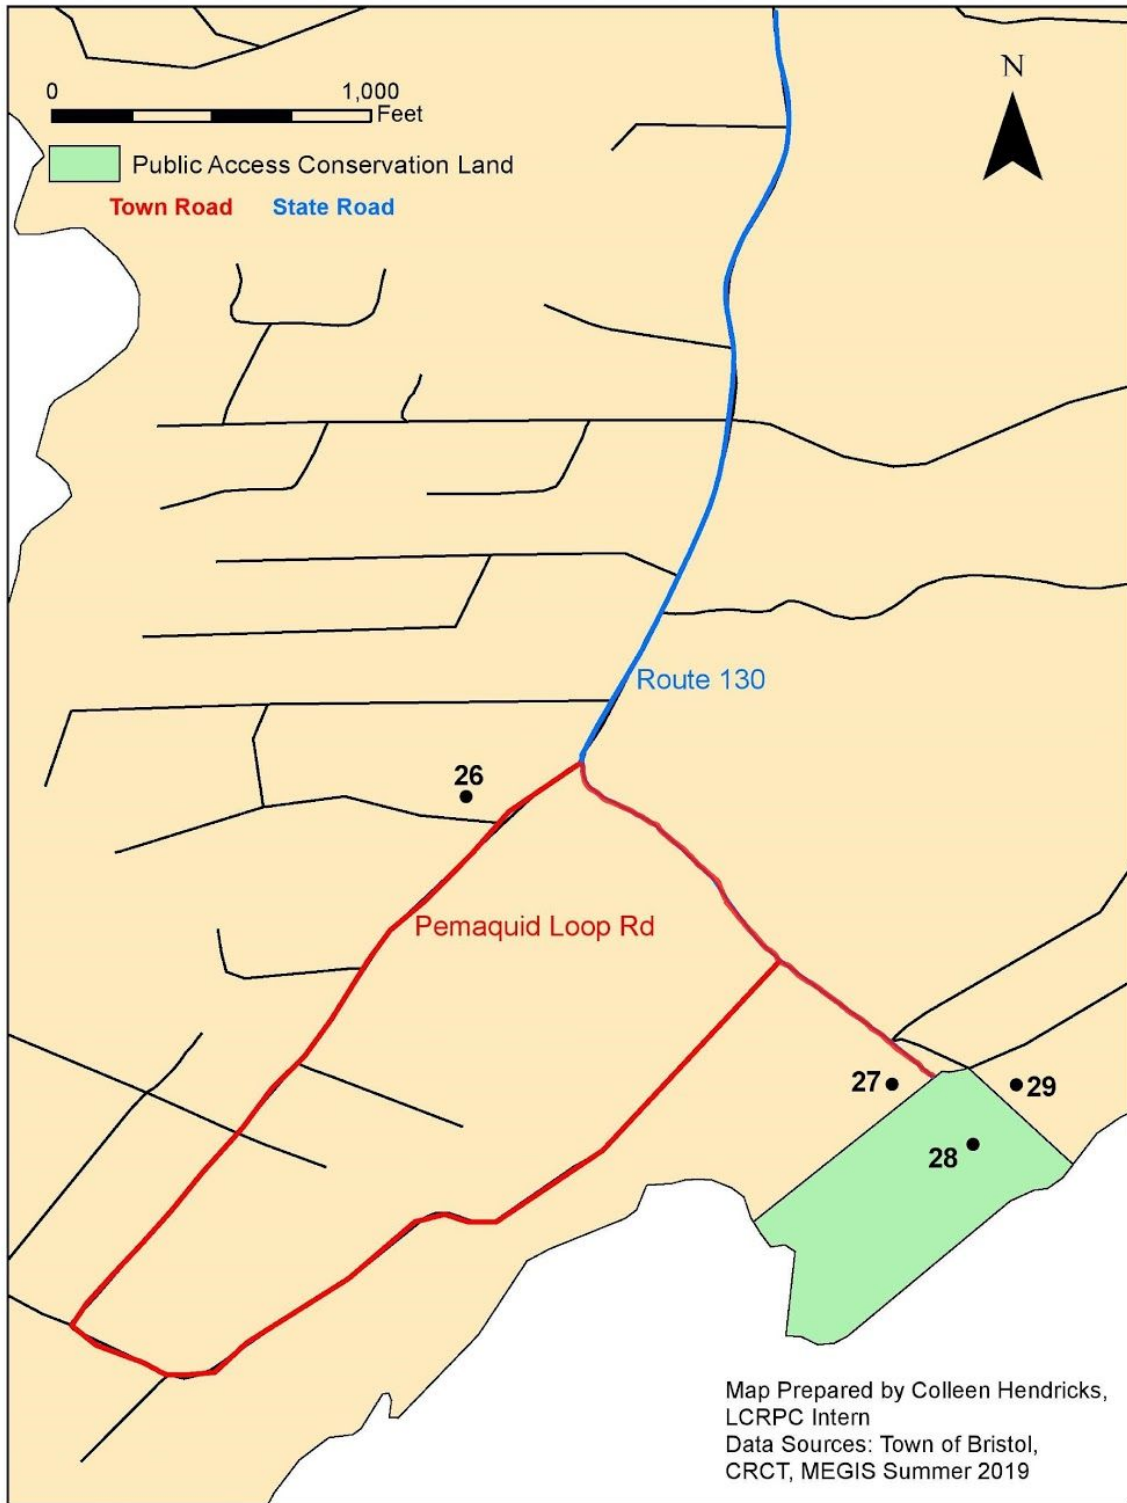 0 1,000
Feet
N
Public Access Conservation Land
Town Road State Road
Route 130
26
Pemaquid Loop Rd
27
29
28
Map Prepared by Colleen Hendricks,
LCRPC Intern
Data Sources: Town of Bristol,
CRCT, MEGIS Summer 2019